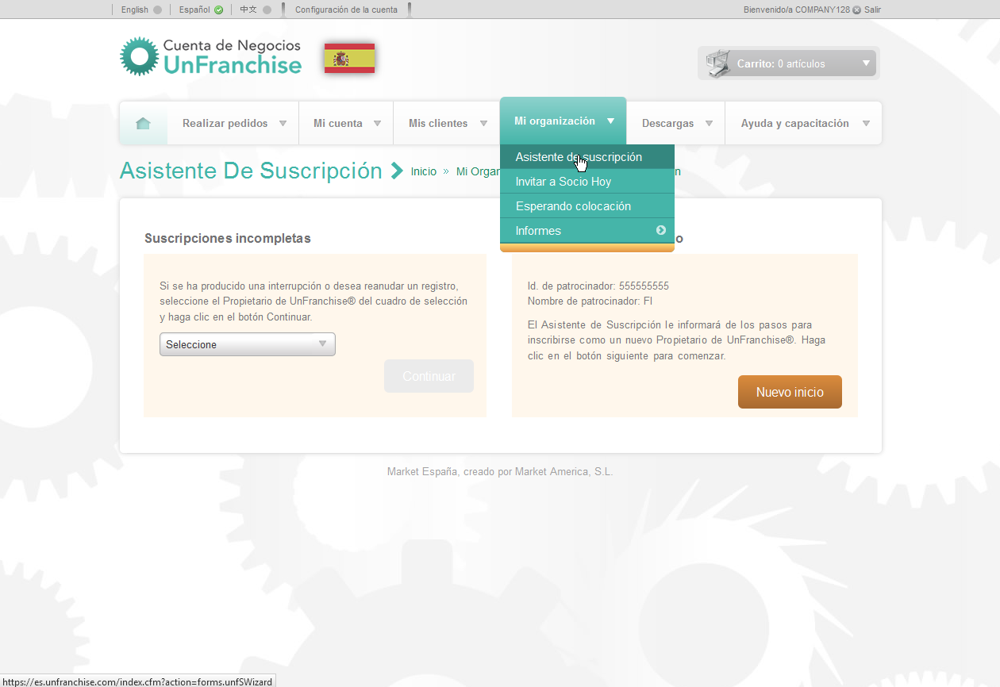 English
Español
中文
Configuración de la cuenta
Bienvenido/a COMPANY128
Salir
Cuenta de Negocios
UnFranchise
Carrito: 0 artículos
Realizar pedidos
Mi cuenta
Mis clientes
Mi organización
Descargas
Ayuda y capacitación
Asistente de suscripción
Invitar a Socio Hoy
Esperando colocación
Informes
Asistente De Suscripción
Inicio » Mi
Suscripciones incompletas
Si se ha producido una interrupción o desea reanudar un registro,
seleccione el Propietario de UnFranchise® del cuadro de selección
y haga clic en el botón Continuar.
Seleccione
Continuar
Id. de patrocinador: 555555555
Nombre de patrocinador: FI
El Asistente de Suscripción le informará de los pasos para
inscribirse como un nuevo Propietario de UnFranchise®. Haga
clic en el botón siguiente para comenzar.
Nuevo inicio
Market España, creado por Market America, S.L.
https://es.unfranchise.com/index.cfm?action=forms.unfSWizard